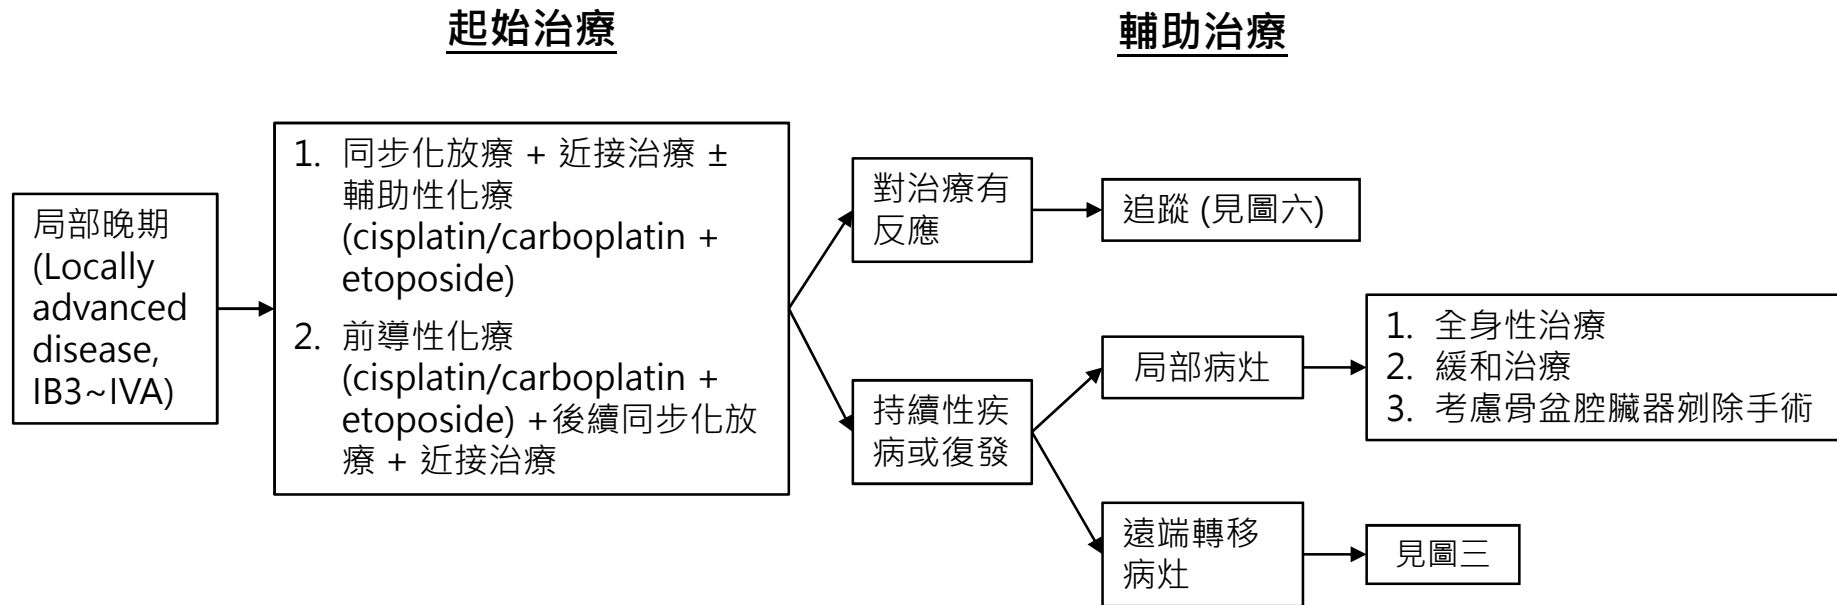 起始治療
輔助治療
局部晚期
(Locally
advanced
disease,
IB3~IVA)
1. 同步化放療 + 近接治療 ±
輔助性化療
(cisplatin/carboplatin +
etoposide)
2. 前導性化療
(cisplatin/carboplatin +
etoposide) +後續同步化放
療 + 近接治療
對治療有
反應
追蹤 (見圖六)
持續性疾
病或復發
局部病灶
1. 全身性治療
2. 緩和治療
3. 考慮骨盆腔臟器剜除手術
遠端轉移
病灶
見圖三